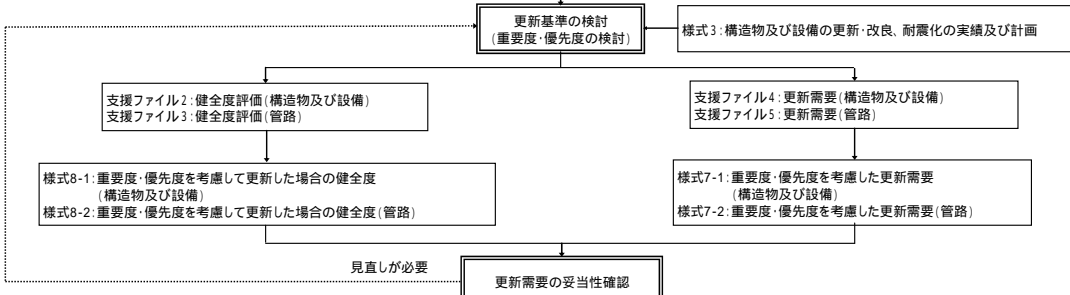 更新基準の検討
(重要度・優先度の検討)
様式3:構造物及び設備の更新・改良、耐震化の実績及び計画
支援ファイル2:健全度評価(構造物及び設備)
支援ファイル3:健全度評価(管路)
支援ファイル4:更新需要(構造物及び設備)
支援ファイル5:更新需要(管路)
様式8-1:重要度・優先度を考慮して更新した場合の健全度
(構造物及び設備)
様式8-2:重要度・優先度を考慮して更新した場合の健全度(管路)
様式7-1:重要度・優先度を考慮した更新需要
(構造物及び設備)
様式7-2:重要度・優先度を考慮した更新需要(管路)
見直しが必要
更新需要の妥当性確認